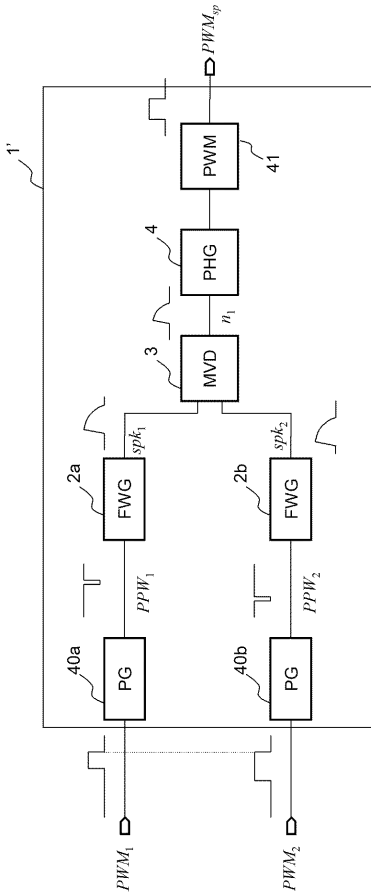 1'
PWM₁
40a
PG
PPW₁
2a
FWG
spk₁
3
MVD
n₁
4
PHG
PWM
41
PWMₛₚ
PWM₂
40b
PG
PPW₂
2b
FWG
spk₂